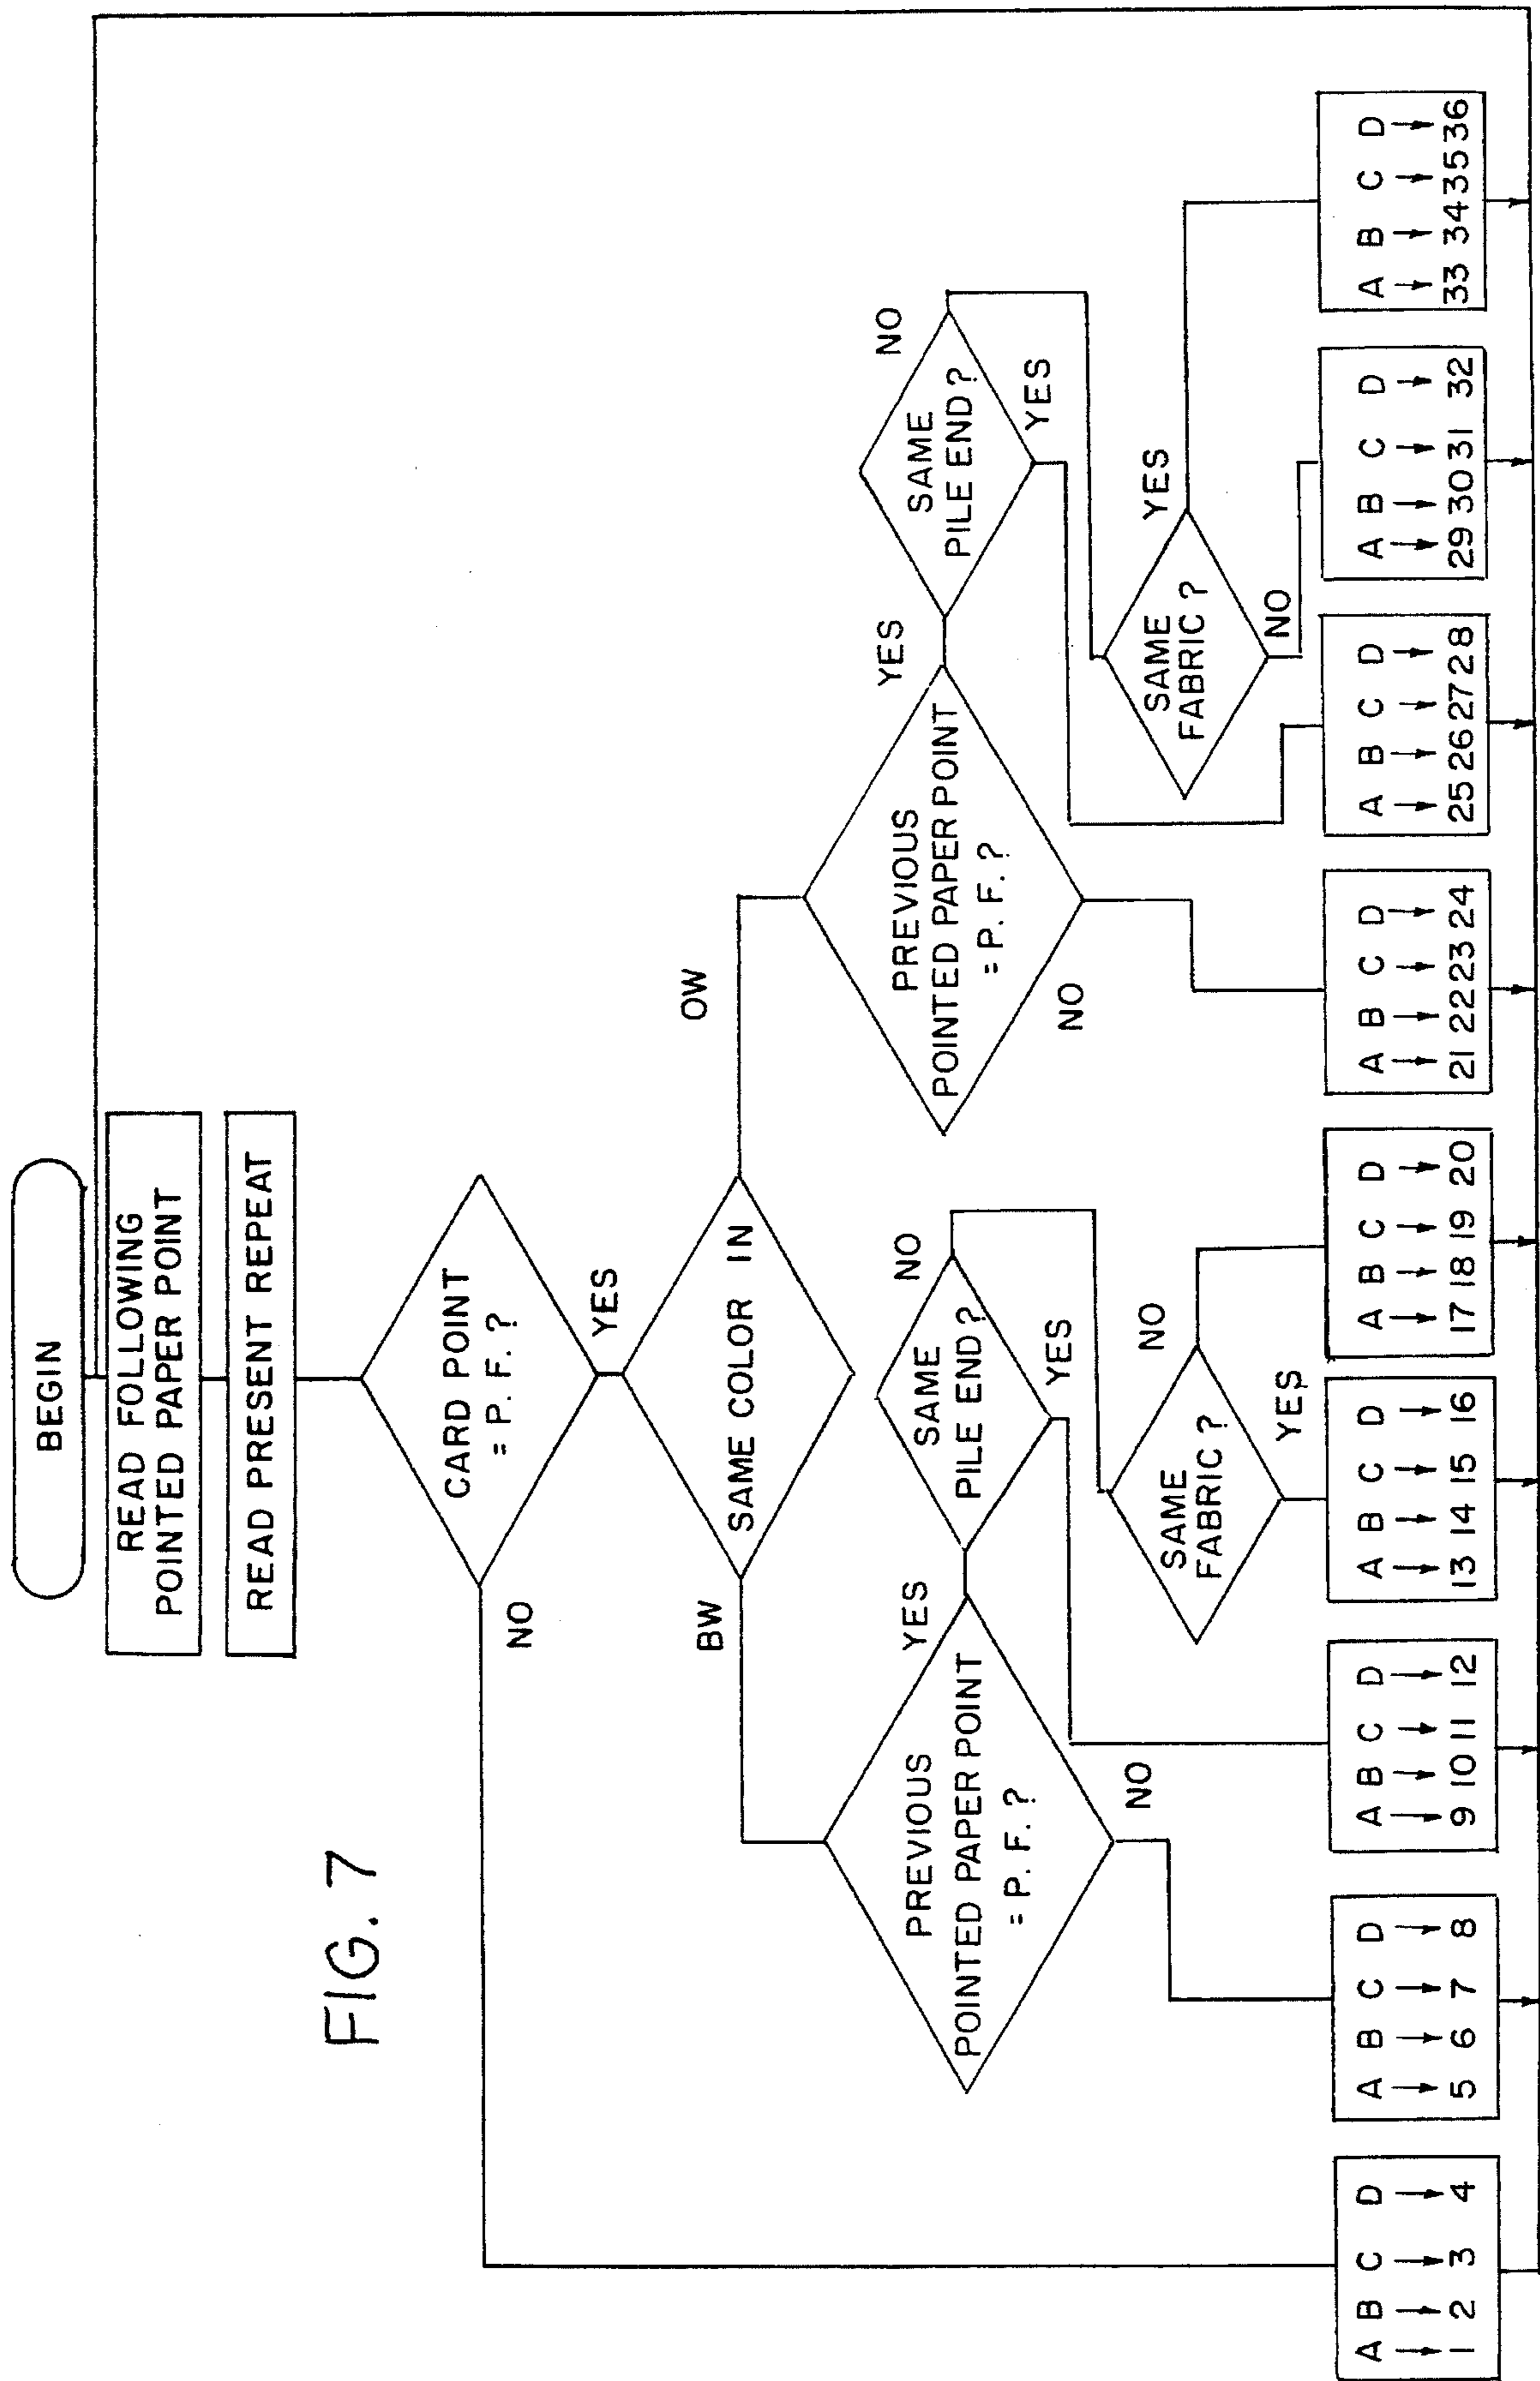 FIG. 7
BEGIN
READ FOLLOWING
POINTED PAPER POINT
READ PRESENT REPEAT
CARD POINT
= P. F. ?
NO
YES
SAME COLOR IN
BW
OW
PREVIOUS
POINTED PAPER POINT
= P. F. ?
YES
NO
SAME
PILE END ?
NO
YES
SAME
FABRIC ?
NO
YES
PREVIOUS
POINTED PAPER POINT
= P. F. ?
YES
NO
SAME
PILE END ?
NO
YES
SAME
FABRIC ?
YES
NO
A B C D
1 2 3 4
A B C D
5 6 7 8
A B C D
9 10 11 12
A B C D
13 14 15 16
A B C D
17 18 19 20
A B C D
21 22 23 24
A B C D
25 26 27 28
A B C D
29 30 31 32
A B C D
33 34 35 36